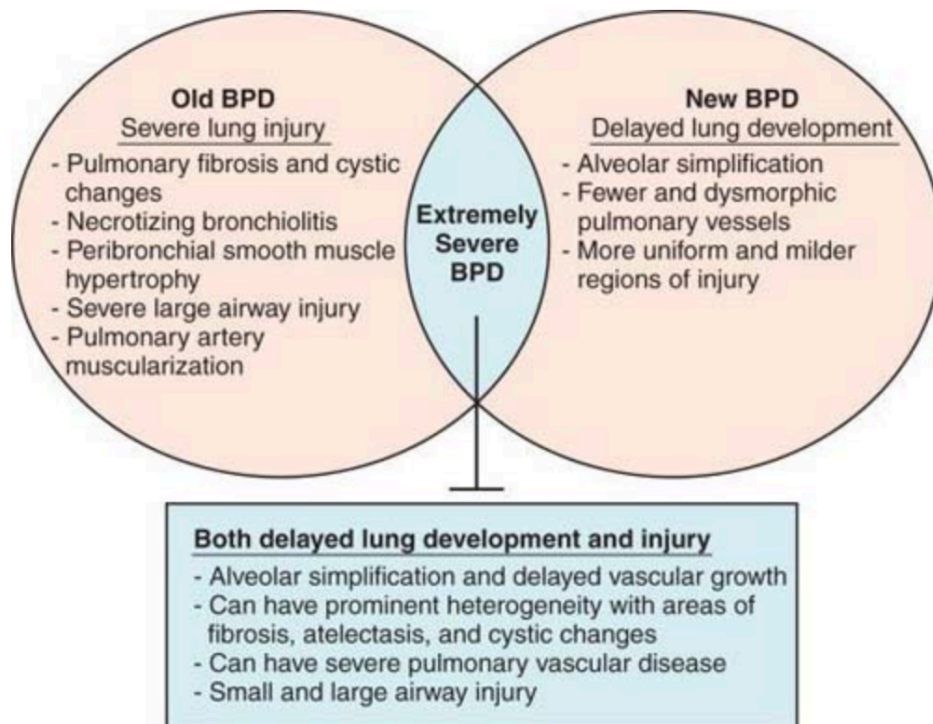 Old BPD
Severe lung injury
- Pulmonary fibrosis and cystic
changes
- Necrotizing bronchiolitis
- Peribronchial smooth muscle
hypertrophy
- Severe large airway injury
- Pulmonary artery
muscularization
Extremely
Severe
BPD
New BPD
Delayed lung development
- Alveolar simplification
- Fewer and dysmorphic
pulmonary vessels
- More uniform and milder
regions of injury
Both delayed lung development and injury
- Alveolar simplification and delayed vascular growth
- Can have prominent heterogeneity with areas of
fibrosis, atelectasis, and cystic changes
- Can have severe pulmonary vascular disease
- Small and large airway injury